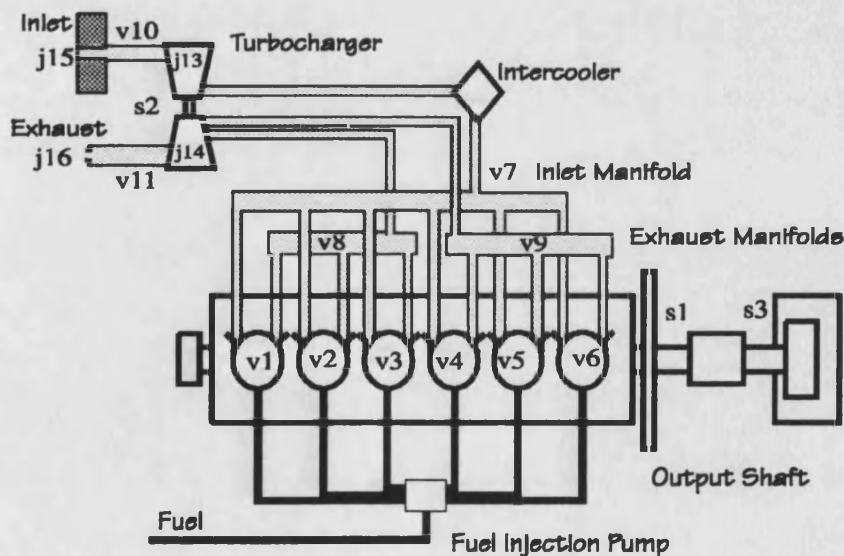 Inlet
v10
j15
j13
Turbocharger
Intercooler
s2
Exhaust
j16
j14
v11
v7 Inlet Manifold
v8
v9
Exhaust Manifolds
s1
s3
v1
v2
v3
v4
v5
v6
Output Shaft
Fuel
Fuel Injection Pump